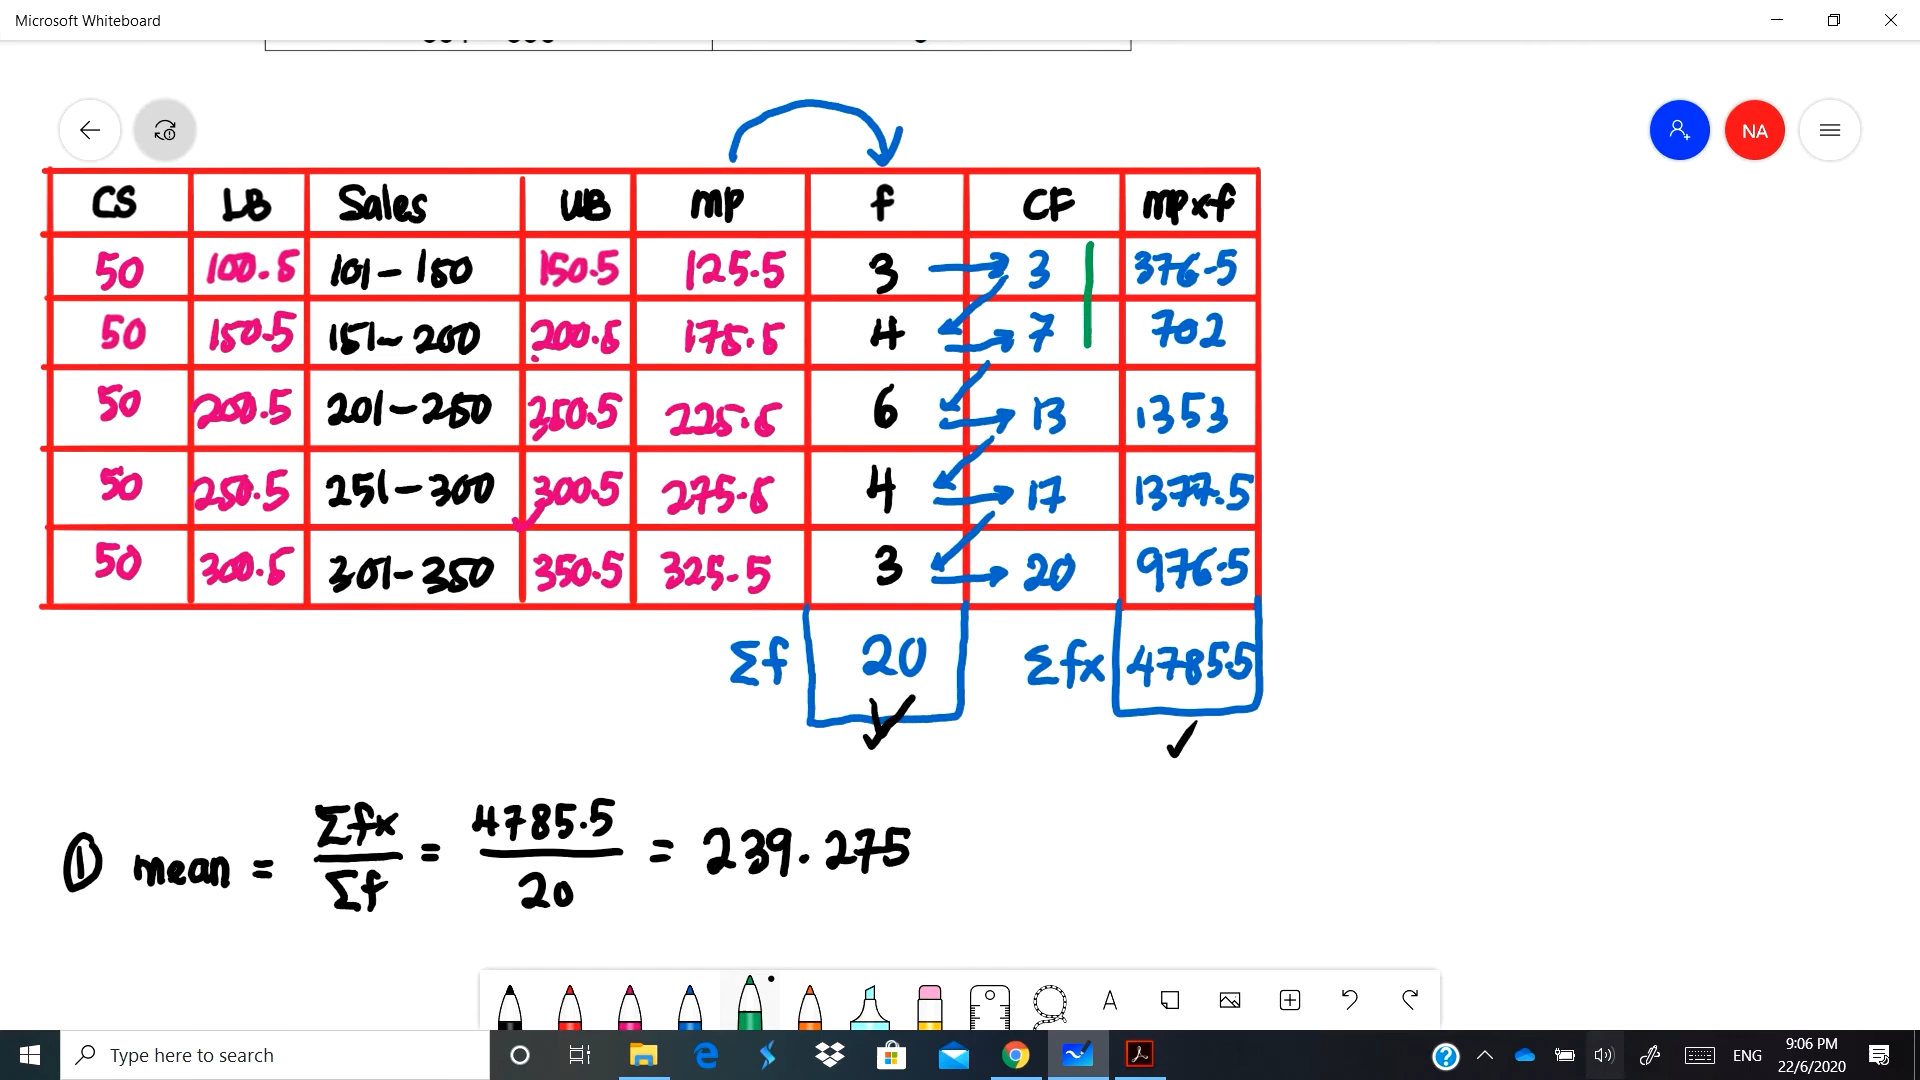 Microsoft Whiteboard
NA
CS LB Sales UB MP f CF mpxf
50 100.5 101-150 150.5 125.5 3 3 376.5
50 150.5 151-200 200.5 175.5 4 7 702
50 200.5 201-250 250.5 225.5 6 13 1353
50 250.5 251-300 300.5 275.5 4 17 1377.5
50 300.5 301-350 350.5 325.5 3 20 976.5
Σf 20 Σfx 4785.5
① mean = Σfx/Σf = 4785.5/20 = 239.275
A
Type here to search
ENG
9:06 PM
22/6/2020